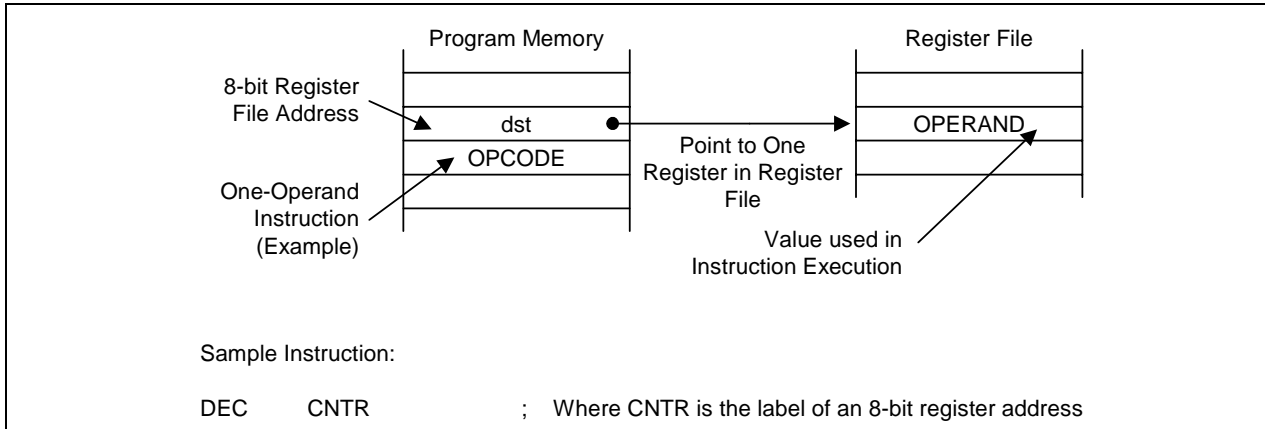 Program Memory
Register File
8-bit Register
File Address
dst
OPERAND
OPCODE
Point to One
Register in Register
File
One-Operand
Instruction
(Example)
Value used in
Instruction Execution
Sample Instruction:
DEC CNTR ; Where CNTR is the label of an 8-bit register address